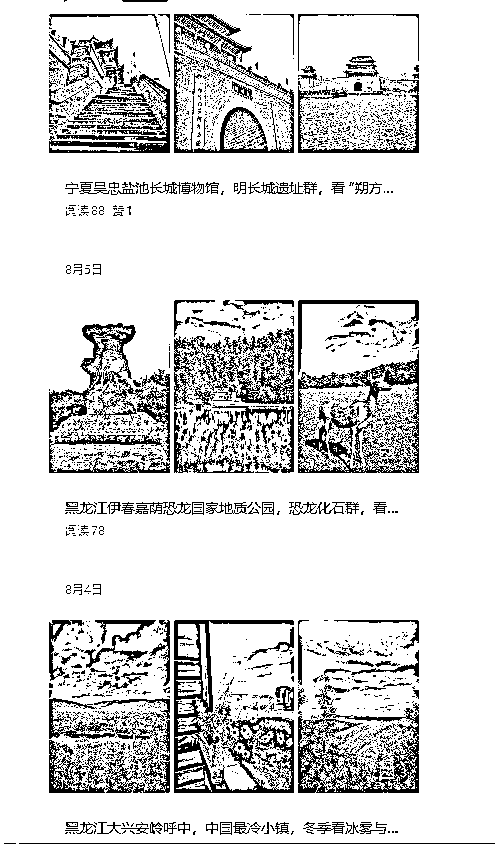 宁夏吴忠盐池长城博物馆，明长城遗址群，看“朔方...
阅读88 赞1
8月5日
黑龙江伊春嘉荫恐龙国家地质公园，恐龙化石群，看...
阅读78
8月4日
黑龙江大兴安岭呼中，中国最冷小镇，冬季看冰雾与...